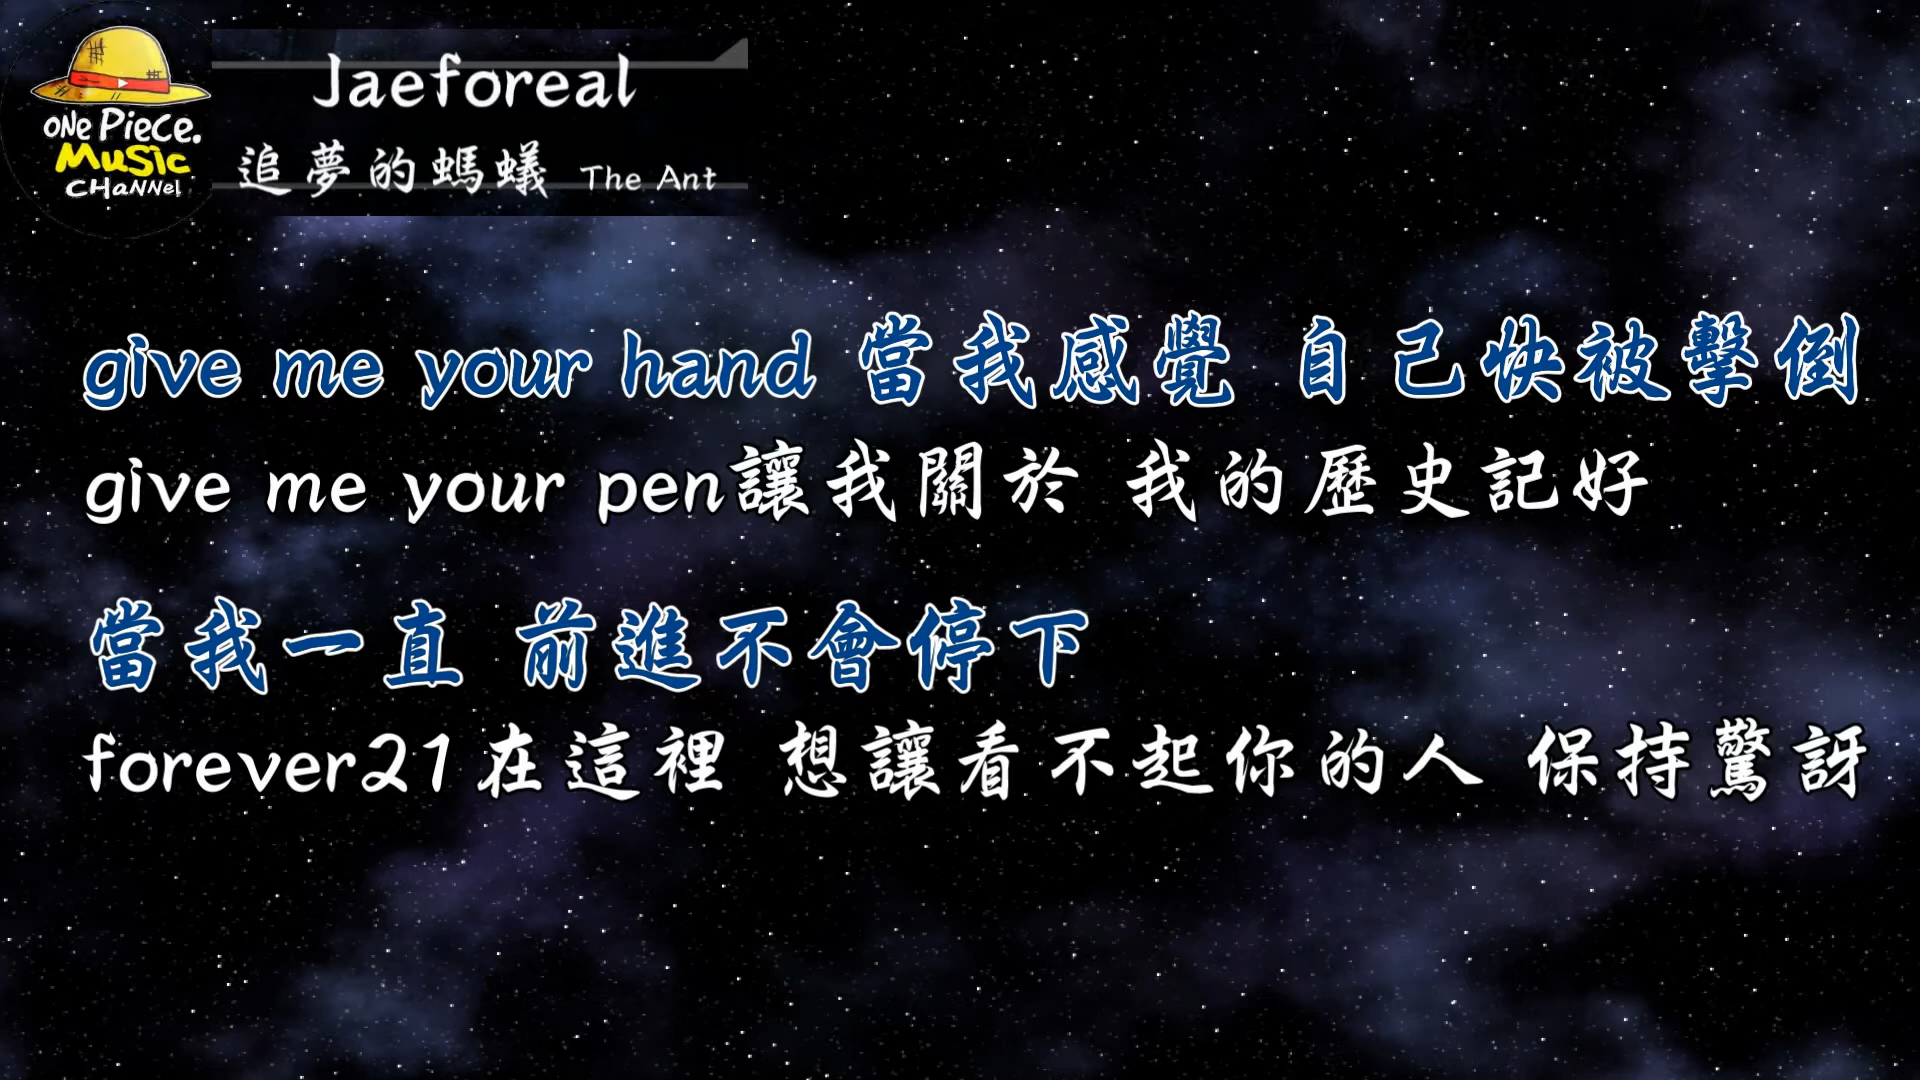 ONE PIECE.
MUSIC
CHANNEL
Jaeforeal
追夢的螞蟻 The Ant
give me your hand 當我感覺 自己快被擊倒
give me your pen讓我關於 我的歷史記好
當我一直 前進不會停下
forever21在這裡 想讓看不起你的人 保持驚訝